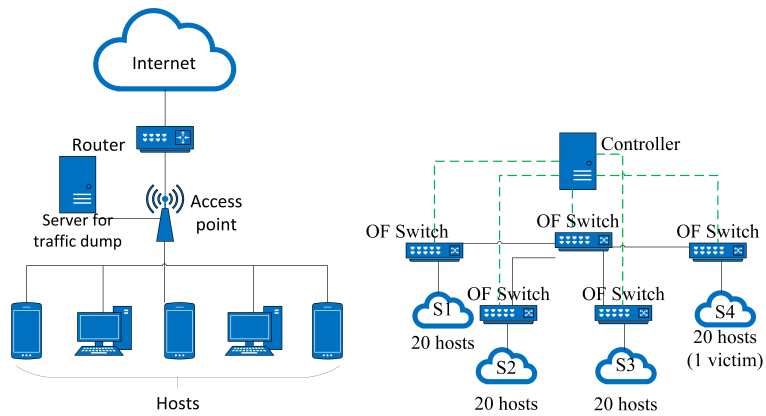 Internet
Router
Access
point
Server for
traffic dump
Hosts
Controller
OF Switch
OF Switch
OF Switch
OF Switch
OF Switch
S1
20 hosts
S2
20 hosts
S3
20 hosts
S4
20 hosts
(1 victim)